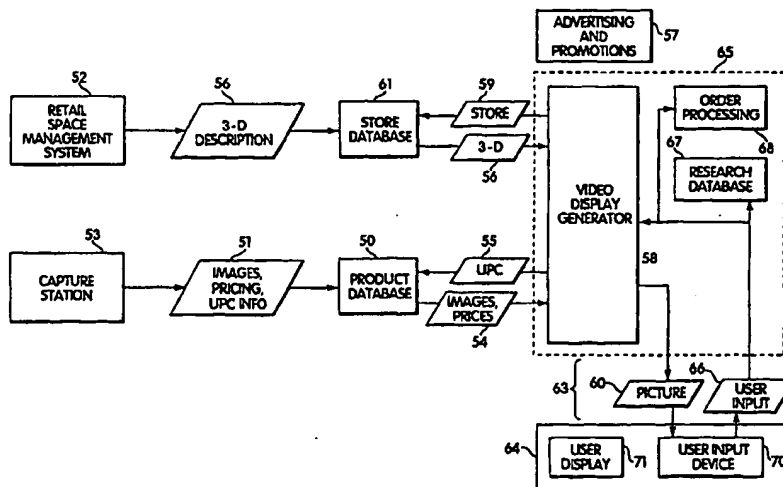 ADVERTISING
AND
PROMOTIONS
57
65
52
RETAIL
SPACE
MANAGEMENT
SYSTEM
56
3-D
DESCRIPTION
61
STORE
DATABASE
59
STORE
3-D
56
VIDEO
DISPLAY
GENERATOR
58
ORDER
PROCESSING
68
67
RESEARCH
DATABASE
53
CAPTURE
STATION
51
IMAGES,
PRICING,
UPC INFO
50
PRODUCT
DATABASE
55
UPC
IMAGES,
PRICES
54
63
60
PICTURE
66
USER
INPUT
64
USER
DISPLAY
71
USER INPUT
DEVICE
70